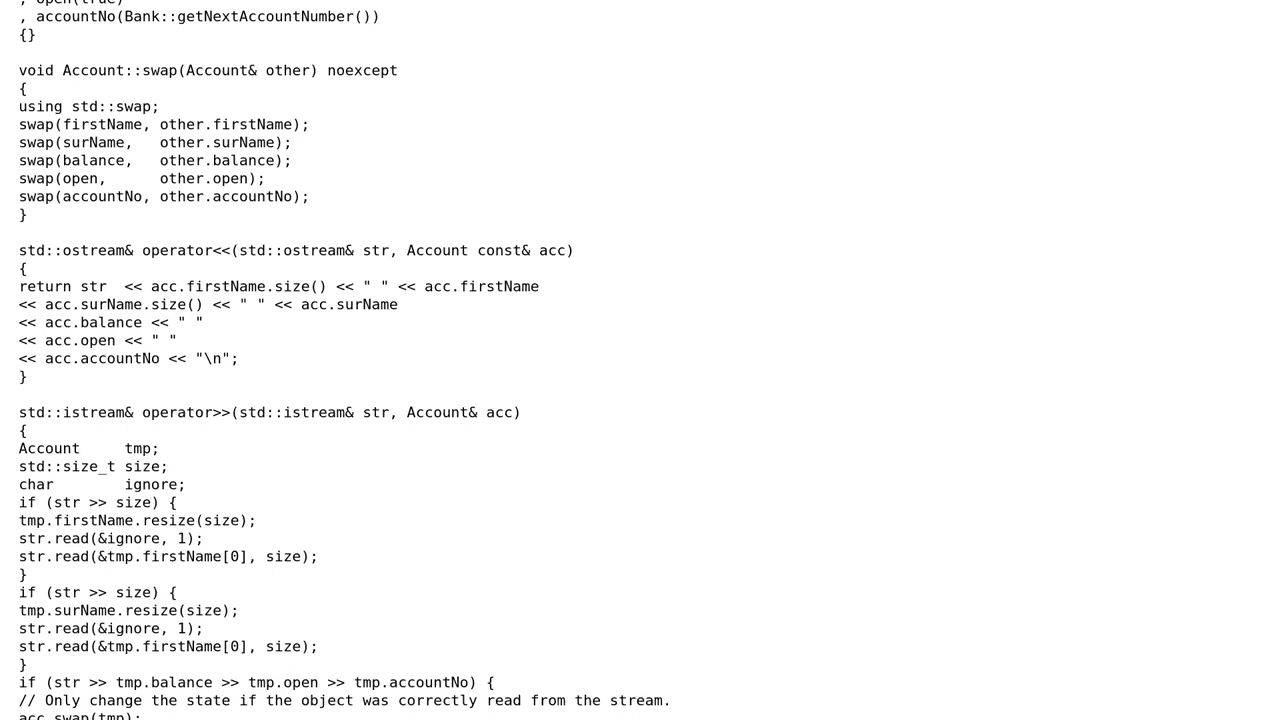 , open(true)
, accountNo(Bank::getNextAccountNumber())
{}

void Account::swap(Account& other) noexcept
{
using std::swap;
swap(firstName, other.firstName);
swap(surName,   other.surName);
swap(balance,   other.balance);
swap(open,      other.open);
swap(accountNo, other.accountNo);
}

std::ostream& operator<<(std::ostream& str, Account const& acc)
{
return str  << acc.firstName.size() << " " << acc.firstName
<< acc.surName.size() << " " << acc.surName
<< acc.balance << " "
<< acc.open << " "
<< acc.accountNo << "\n";
}

std::istream& operator>>(std::istream& str, Account& acc)
{
Account     tmp;
std::size_t size;
char        ignore;
if (str >> size) {
tmp.firstName.resize(size);
str.read(&ignore, 1);
str.read(&tmp.firstName[0], size);
}
if (str >> size) {
tmp.surName.resize(size);
str.read(&ignore, 1);
str.read(&tmp.firstName[0], size);
}
if (str >> tmp.balance >> tmp.open >> tmp.accountNo) {
// Only change the state if the object was correctly read from the stream.
acc.swap(tmp);